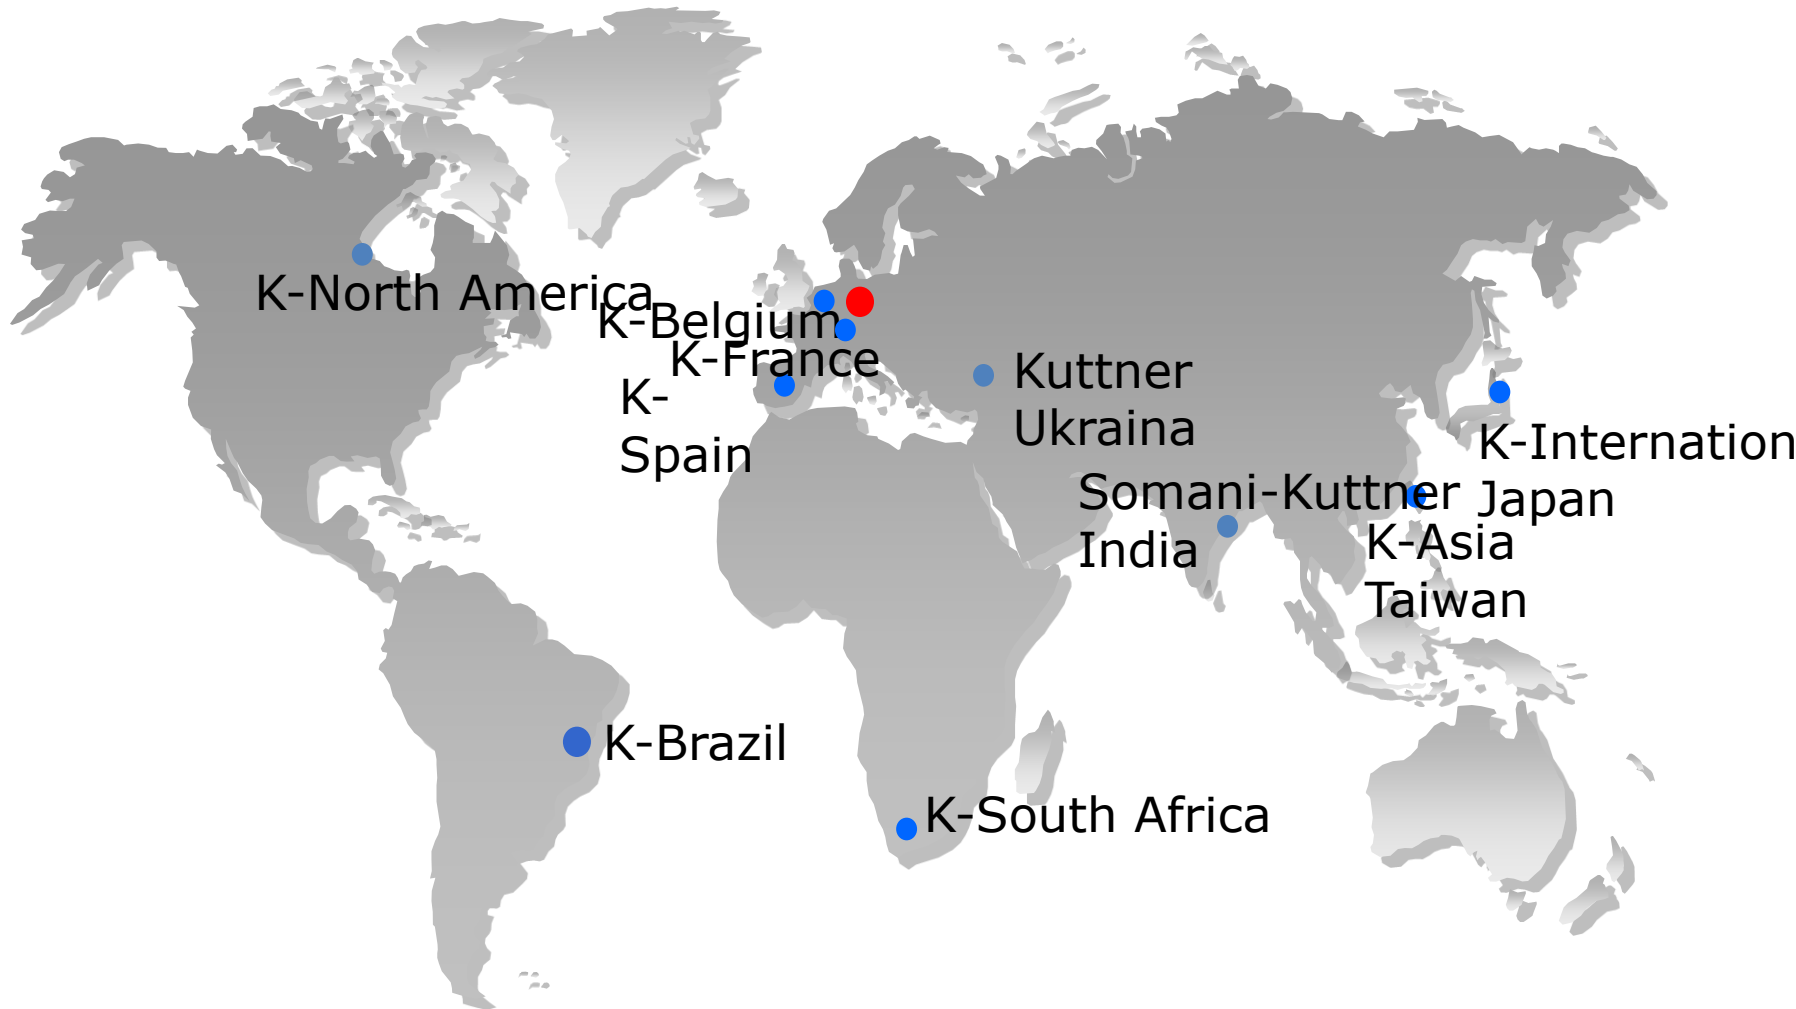 K-North America
K-Belgium
K-France
K-
Spain
Kuttner
Ukraina
K-Internation
Japan
Somani-Kuttner
India
K-Asia
Taiwan
K-Brazil
K-South Africa